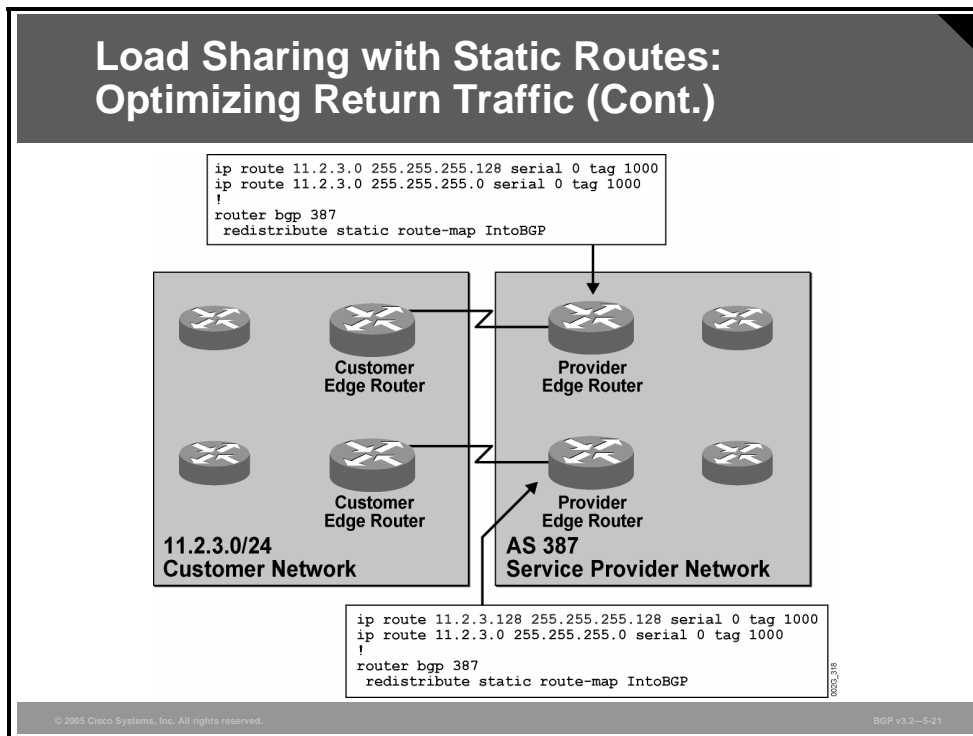 Load Sharing with Static Routes:
Optimizing Return Traffic (Cont.)
ip route 11.2.3.0 255.255.255.128 serial 0 tag 1000
ip route 11.2.3.0 255.255.255.0 serial 0 tag 1000
!
router bgp 387
 redistribute static route-map IntoBGP
Customer
Edge Router
Provider
Edge Router
Customer
Edge Router
Provider
Edge Router
11.2.3.0/24
Customer Network
AS 387
Service Provider Network
ip route 11.2.3.128 255.255.255.128 serial 0 tag 1000
ip route 11.2.3.0 255.255.255.0 serial 0 tag 1000
!
router bgp 387
 redistribute static route-map IntoBGP
002G_318
© 2005 Cisco Systems, Inc. All rights reserved.
BGP v3.2—5-21